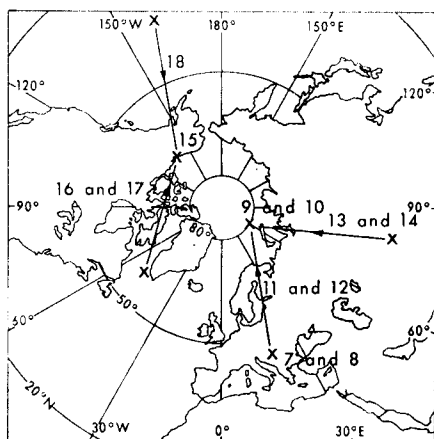 150°W
X
150°E
18
120°
120°
15
16 and 17
90°
9 and 10
90°
13 and 14
X
80°
X
11 and 12
50°
60°
60°
X
7 and 8
20°N
30°W
0°
30°E